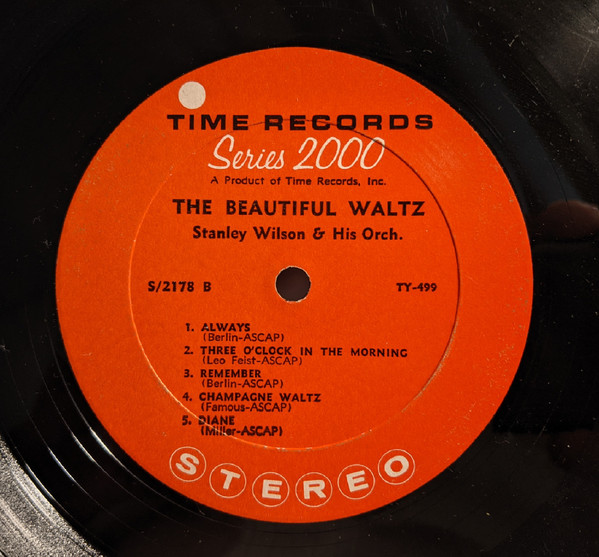 TIME RECORDS
Series 2000
A Product of Time Records, Inc.
THE BEAUTIFUL WALTZ
Stanley Wilson & His Orch.
S/2178 B TY-499
1. ALWAYS
(Berlin-ASCAP)
2. THREE O'CLOCK IN THE MORNING
(Leo Feist-ASCAP)
3. REMEMBER
(Berlin-ASCAP)
4. CHAMPAGNE WALTZ
(Famous-ASCAP)
5. DIANE
(Miller-ASCAP)
STEREO